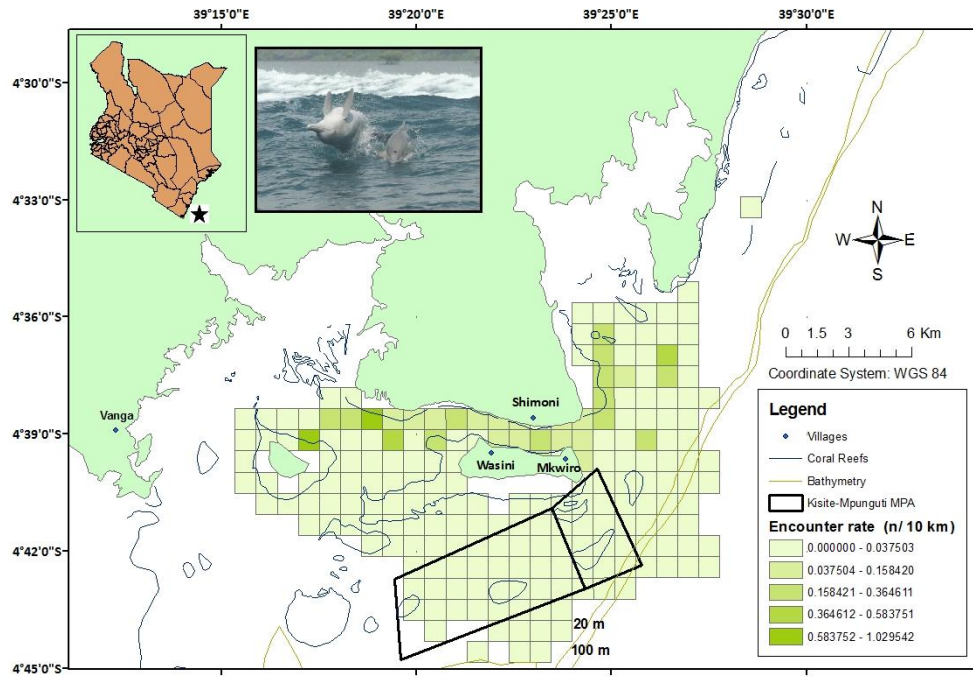 39°15'0"E 39°20'0"E 39°25'0"E 39°30'0"E
4°30'0"S
4°33'0"S
4°36'0"S
4°39'0"S
4°42'0"S
4°45'0"S
N
W E
S
0 1.5 3 6 Km
Coordinate System: WGS 84
Vanga
Shimoni
Wasini
Mkwiro
20 m
100 m
Legend
Villages
Coral Reefs
Bathymetry
Kisite-Mpunguti MPA
Encounter rate (n/ 10 km)
0.000000 - 0.037503
0.037504 - 0.158420
0.158421 - 0.364611
0.364612 - 0.583751
0.583752 - 1.029542